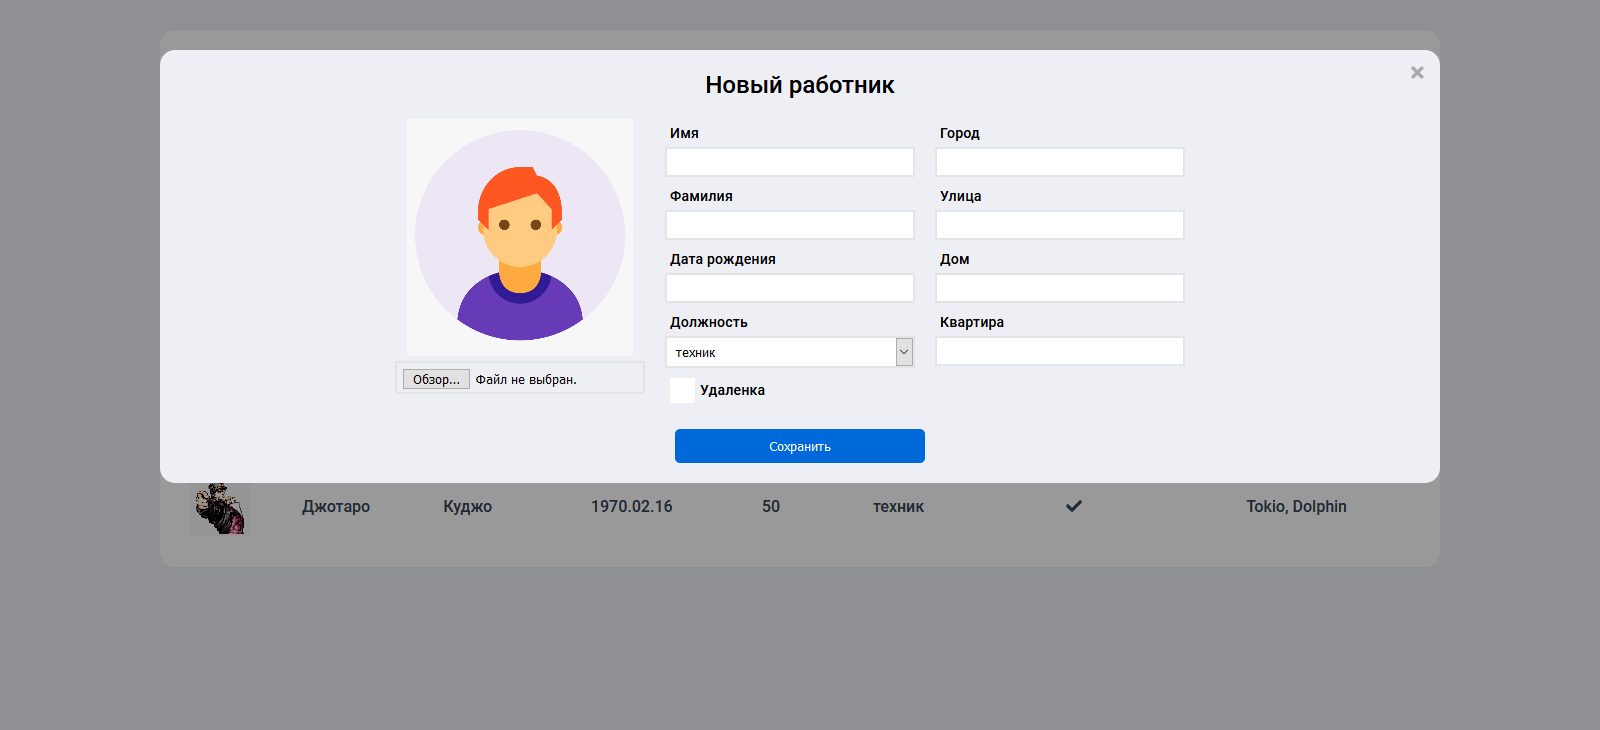 Новый работник
×
Имя
Город
Фамилия
Улица
Дата рождения
Дом
Должность
Квартира
техник
Обзор... Файл не выбран.
Удаленка
Сохранить
Джотаро Куджо 1970.02.16 50 техник ✔ Tokio, Dolphin